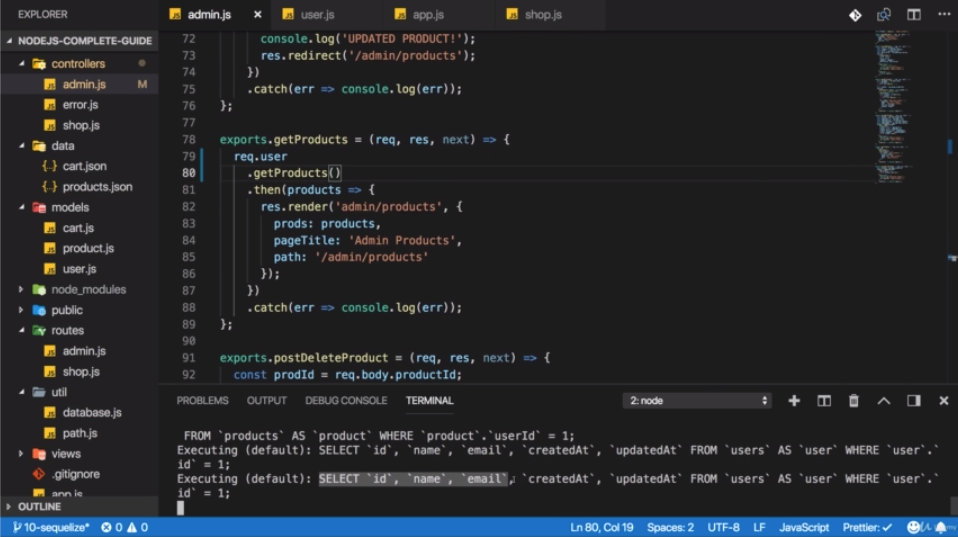 EXPLORER
admin.js
user.js
app.js
shop.js
NODEJS-COMPLETE-GUIDE
controllers
admin.js M
error.js
shop.js
data
{..} cart.json
{..} products.json
models
cart.js
product.js
user.js
node_modules
public
routes
admin.js
shop.js
util
database.js
path.js
views
.gitignore
app.js
OUTLINE
72 console.log('UPDATED PRODUCT!');
73 res.redirect('/admin/products');
74 })
75 .catch(err => console.log(err));
76 };
77
78 exports.getProducts = (req, res, next) => {
79 req.user
80 .getProducts()
81 .then(products => {
82 res.render('admin/products', {
83 prods: products,
84 pageTitle: 'Admin Products',
85 path: '/admin/products'
86 });
87 })
88 .catch(err => console.log(err));
89 };
90
91 exports.postDeleteProduct = (req, res, next) => {
92 const prodId = req.body.productId;
PROBLEMS OUTPUT DEBUG CONSOLE TERMINAL 2: node
FROM `products` AS `product` WHERE `product`.`userId` = 1;
Executing (default): SELECT `id`, `name`, `email`, `createdAt`, `updatedAt` FROM `users` AS `user` WHERE `user`.`
id` = 1;
Executing (default): SELECT `id`, `name`, `email`, `createdAt`, `updatedAt` FROM `users` AS `user` WHERE `user`.`
id` = 1;
10-sequelize* 0 0 Ln 80, Col 19 Spaces: 2 UTF-8 LF JavaScript Prettier: ✓